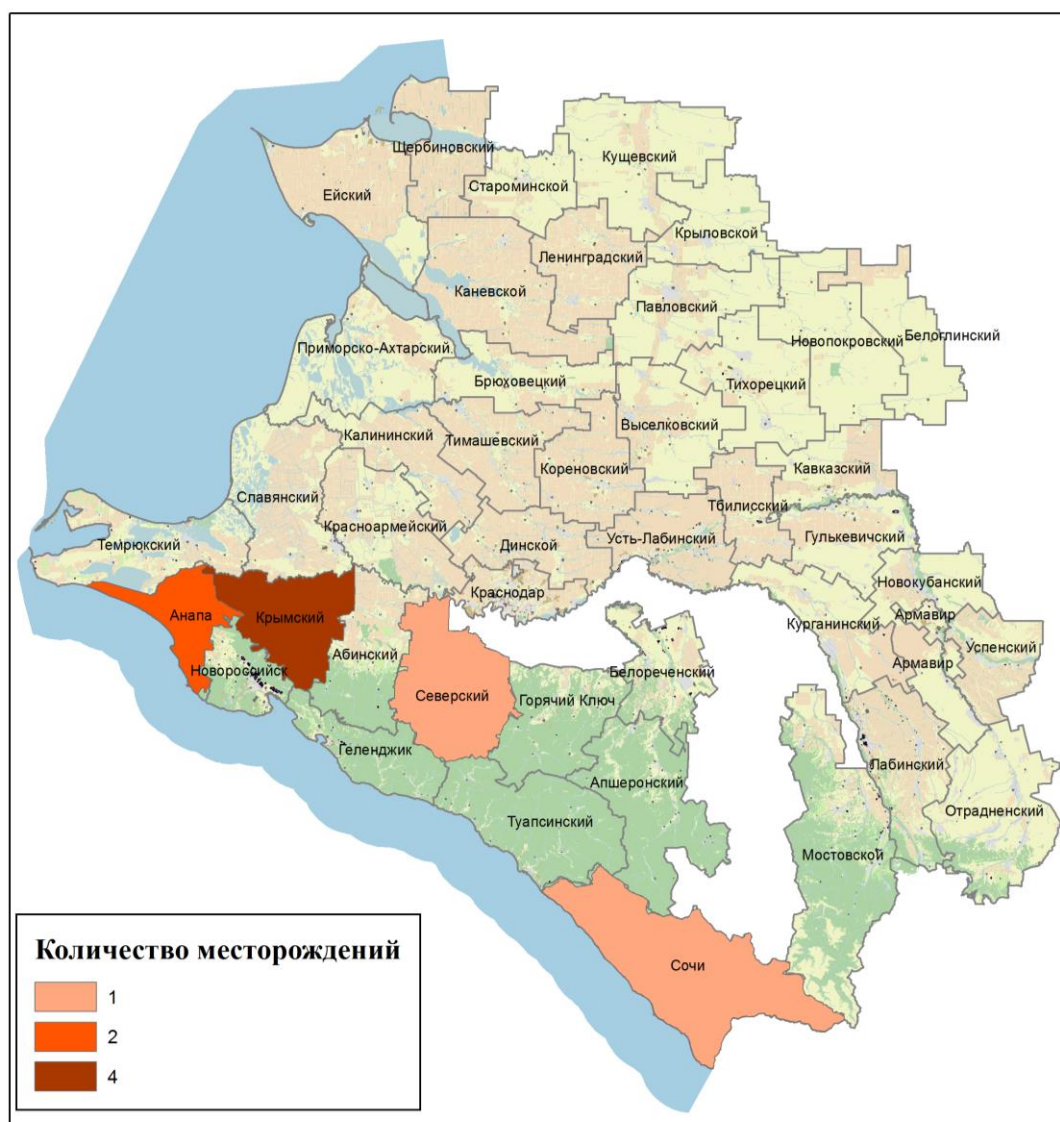 Щербиновский
Кущевский
Ейский
Староминской
Крыловской
Ленинградский
Каневской
Павловский
Новопокровский
Белоглинский
Приморско-Ахтарский
Брюховецкий
Тихорецкий
Выселковский
Калининский
Тимашевский
Кореновский
Кавказский
Славянский
Тбилисский
Красноармейский
Гулькевичский
Темрюкский
Динской
Усть-Лабинский
Новокубанский
Краснодар
Анапа
Крымский
Армавир
Курганинский
Абинский
Успенский
Новороссийск
Армавир
Белореченский
Северский
Горячий Ключ
Геленджик
Лабинский
Апшеронский
Отрадненский
Туапсинский
Мостовской
Сочи
Количество месторождений
1
2
4